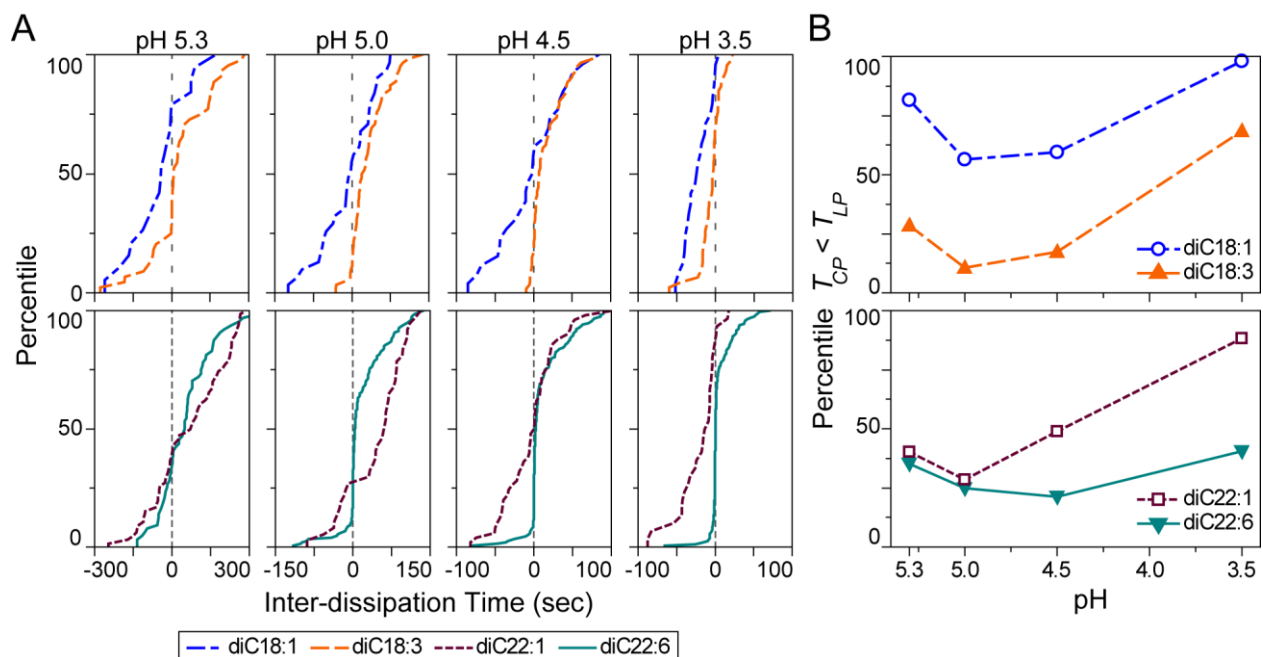 A
B
pH 5.3
pH 5.0
pH 4.5
pH 3.5
100
50
0
100
50
0
Percentile
-300 0 300
-150 0 150
-100 0 100
-100 0 100
Inter-dissipation Time (sec)
diC18:1 diC18:3 diC22:1 diC22:6
100
50
0
diC18:1
diC18:3
100
50
0
diC22:1
diC22:6
Percentile T_CP < T_LP
5.3 5.0 4.5 4.0 3.5
pH